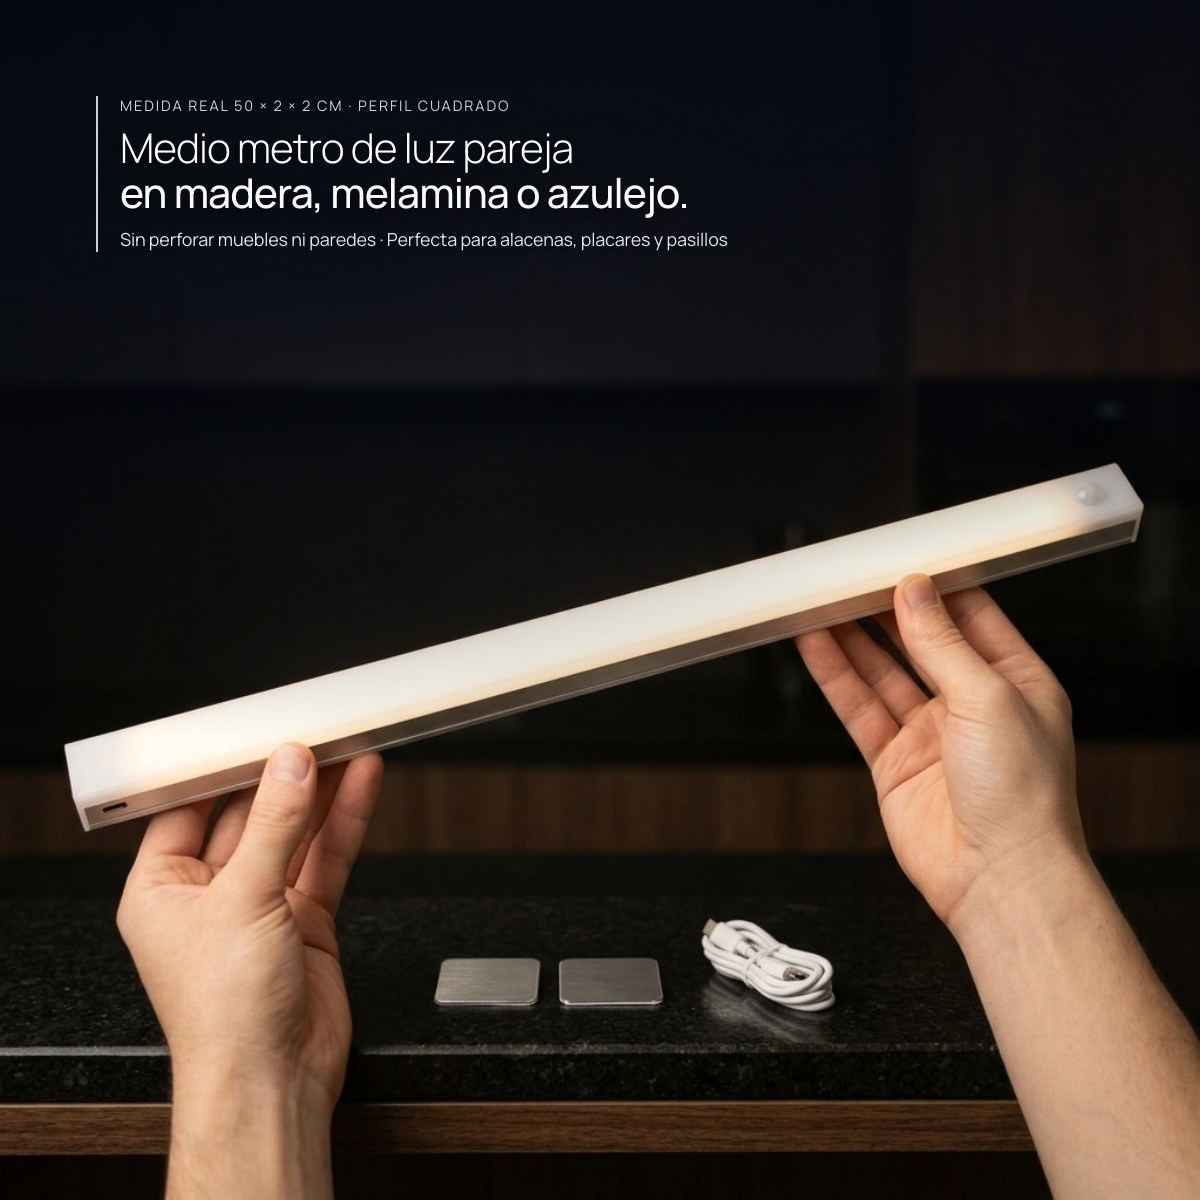 MEDIDA REAL 50 × 2 × 2 CM · PERFIL CUADRADO
Medio metro de luz pareja
en madera, melamina o azulejo.
Sin perforar muebles ni paredes · Perfecta para alacenas, placares y pasillos